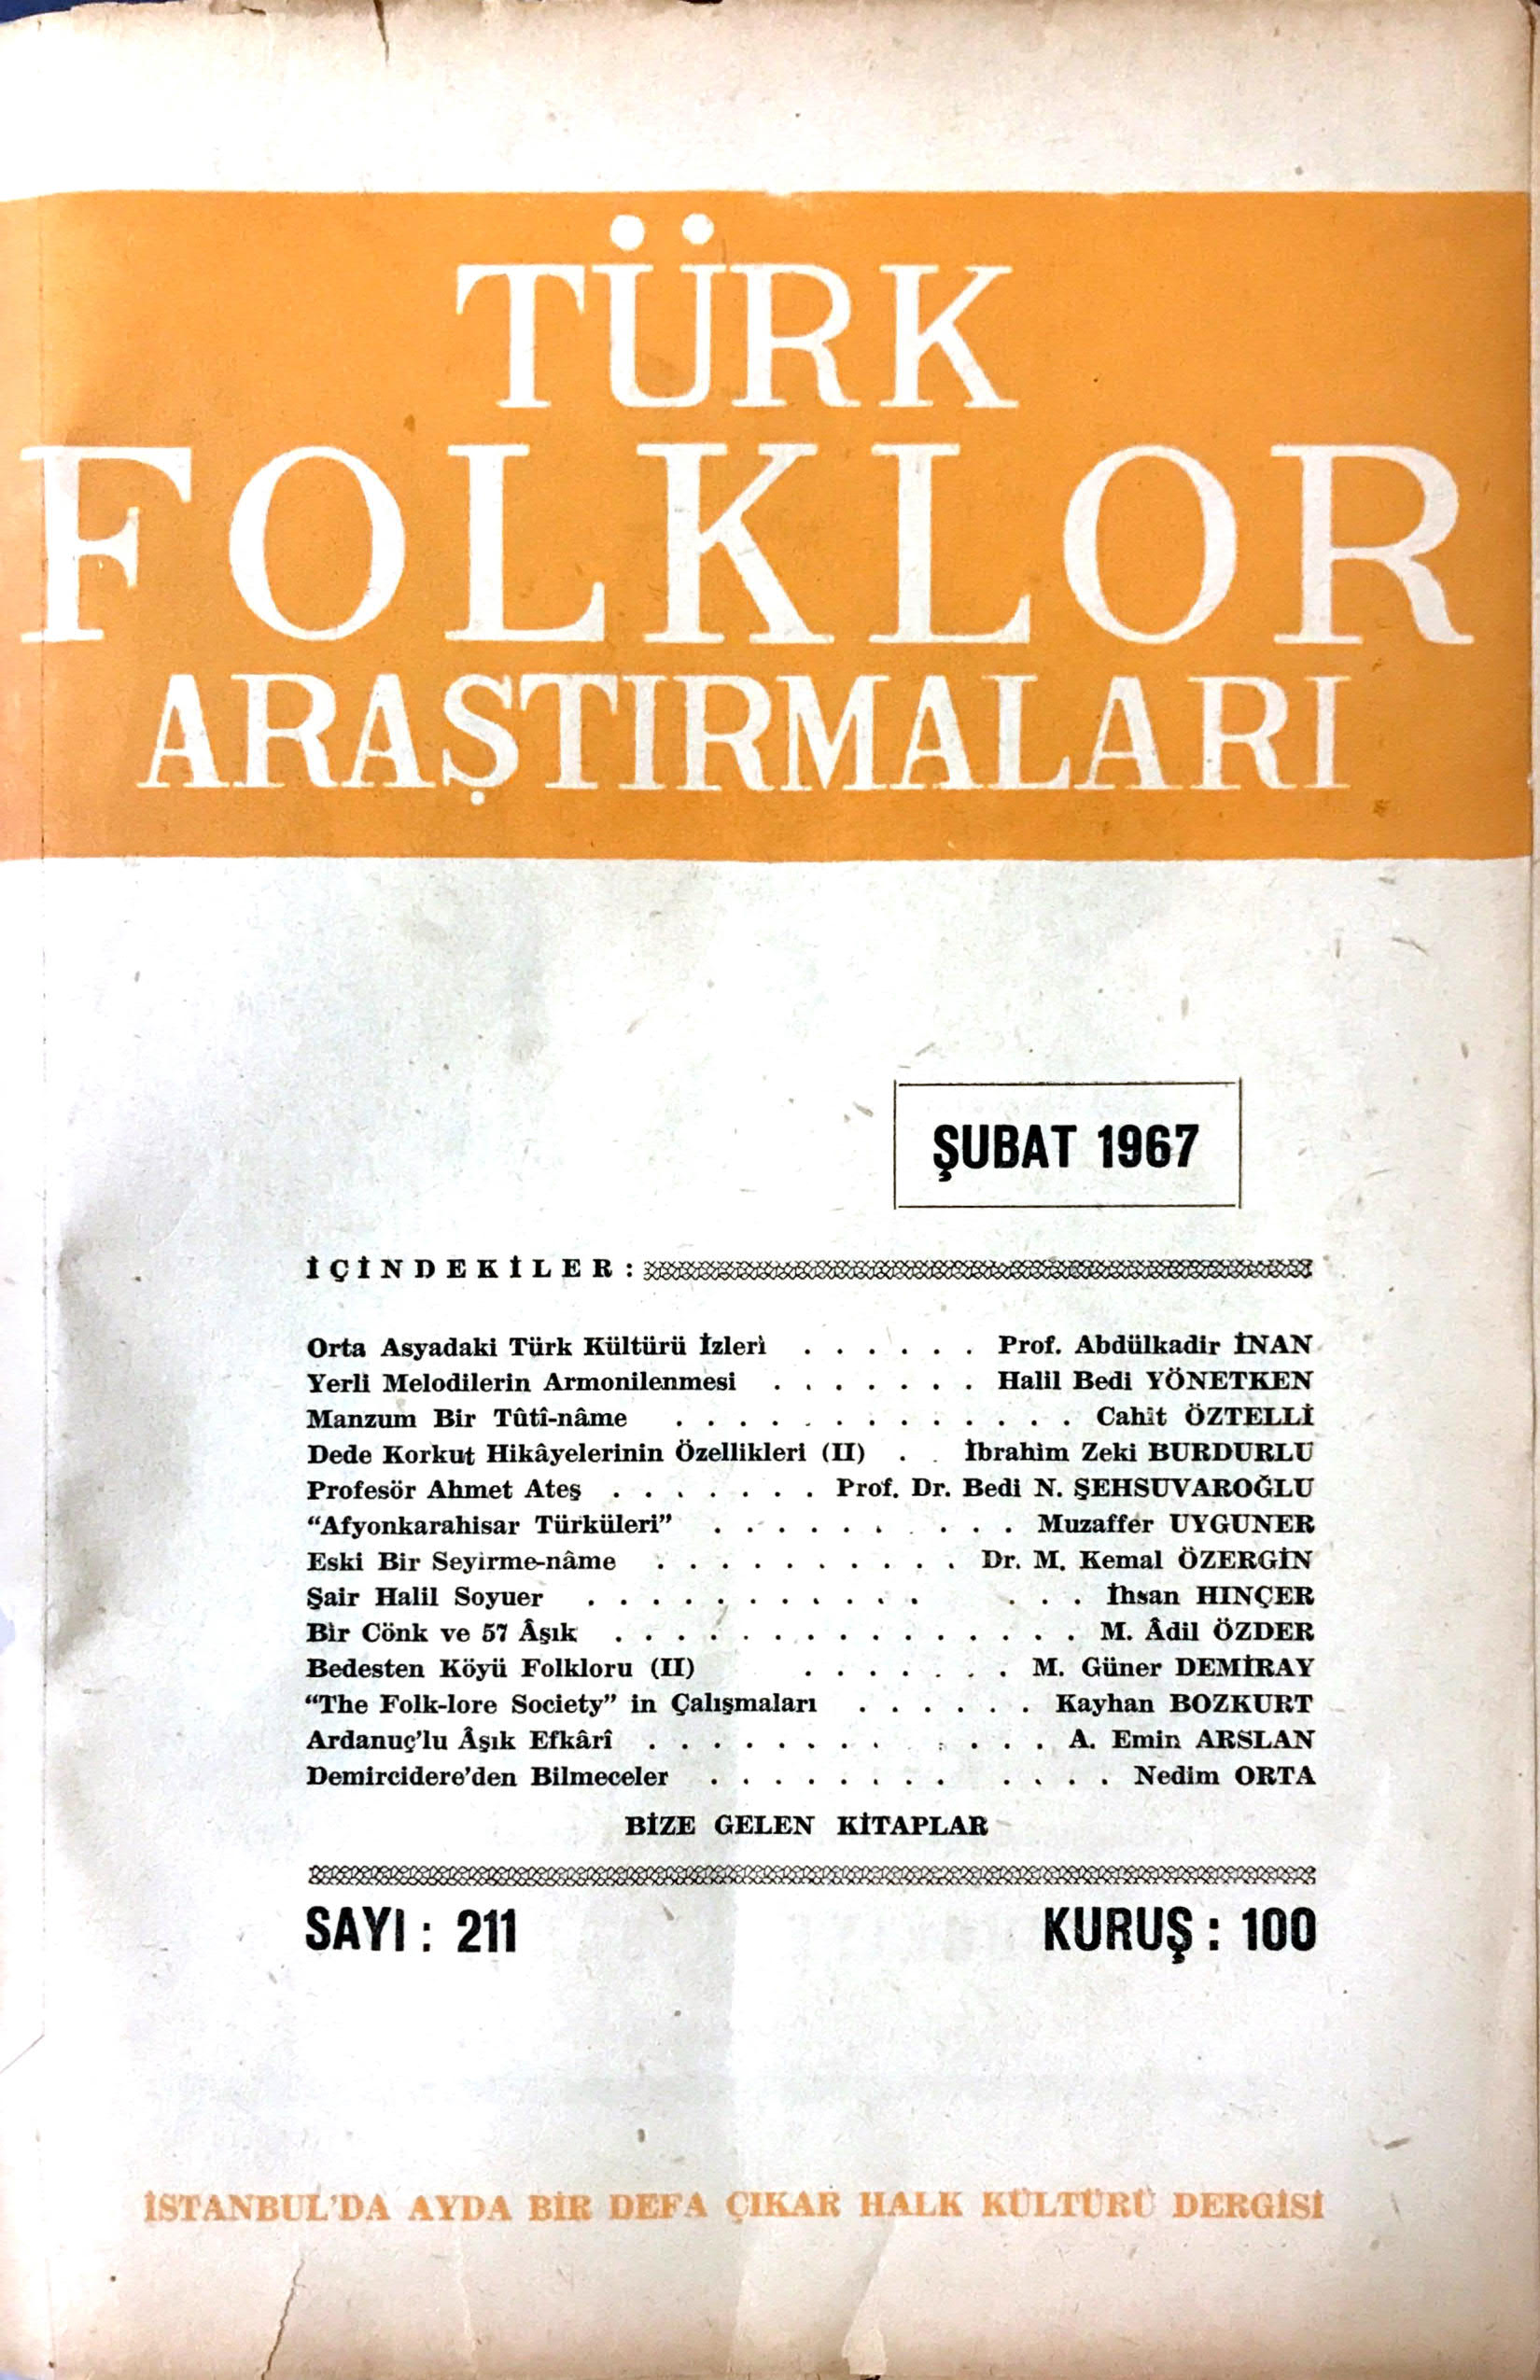 TÜRK
FOLKLOR
ARAŞTIRMALARI
ŞUBAT 1967
İÇİNDEKİLER:
Orta Asyadaki Türk Kültürü İzleri . . . . . . Prof. Abdülkadir İNAN
Yerli Melodilerin Armonilenmesi . . . . . . . Halil Bedi YÖNETKEN
Manzum Bir Tûtî-nâme . . . . . . . . . . . . . Cahit ÖZTELLİ
Dede Korkut Hikâyelerinin Özellikleri (II) . . İbrahim Zeki BURDURLU
Profesör Ahmet Ateş . . . . . . . Prof. Dr. Bedi N. ŞEHSUVAROĞLU
“Afyonkarahisar Türküleri” . . . . . . . . . . Muzaffer UYGUNER
Eski Bir Seyirme-nâme . . . . . . . . . . Dr. M. Kemal ÖZERGİN
Şair Halil Soyuer . . . . . . . . . . . . . . İhsan HINÇER
Bir Cönk ve 57 Âşık . . . . . . . . . . . . . . . M. Âdil ÖZDER
Bedesten Köyü Folkloru (II) . . . . . . . M. Güner DEMİRAY
“The Folk-lore Society” in Çalışmaları . . . . . . Kayhan BOZKURT
Ardanuç'lu Âşık Efkârî . . . . . . . . . . . . A. Emin ARSLAN
Demircidere'den Bilmeceler . . . . . . . . . . . . Nedim ORTA
BİZE GELEN KİTAPLAR
SAYI : 211 KURUŞ : 100
İSTANBUL'DA AYDA BİR DEFA ÇIKAR HALK KÜLTÜRÜ DERGİSİ